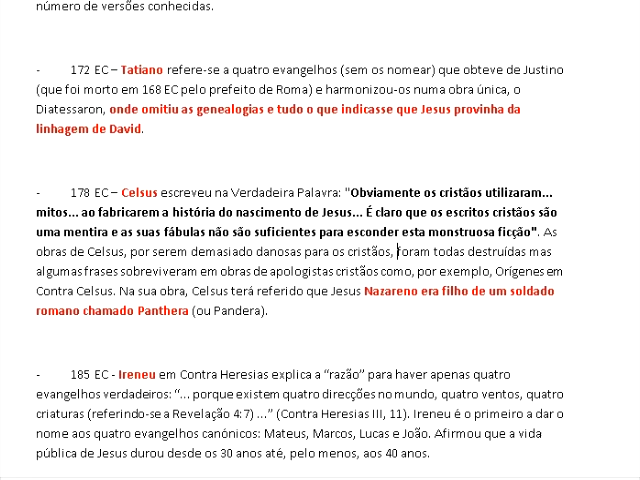 número de versões conhecidas.
- 172 EC – Tatiano refere-se a quatro evangelhos (sem os nomear) que obteve de Justino
(que foi morto em 168 EC pelo prefeito de Roma) e harmonizou-os numa obra única, o
Diatessaron, onde omitiu as genealogias e tudo o que indicasse que Jesus provinha da
linhagem de David.
- 178 EC – Celsus escreveu na Verdadeira Palavra: "Obviamente os cristãos utilizaram...
mitos... ao fabricarem a história do nascimento de Jesus... É claro que os escritos cristãos são
uma mentira e as suas fábulas não são suficientes para esconder esta monstruosa ficção". As
obras de Celsus, por serem demasiado danosas para os cristãos, foram todas destruídas mas
algumas frases sobreviveram em obras de apologistas cristãos como, por exemplo, Orígenes em
Contra Celsus. Na sua obra, Celsus terá referido que Jesus Nazareno era filho de um soldado
romano chamado Panthera (ou Pandera).
- 185 EC - Ireneu em Contra Heresias explica a “razão” para haver apenas quatro
evangelhos verdadeiros: “... porque existem quatro direcções no mundo, quatro ventos, quatro
criaturas (referindo-se a Revelação 4:7) ...” (Contra Heresias III, 11). Ireneu é o primeiro a dar o
nome aos quatro evangelhos canónicos: Mateus, Marcos, Lucas e João. Afirmou que a vida
pública de Jesus durou desde os 30 anos até, pelo menos, aos 40 anos.